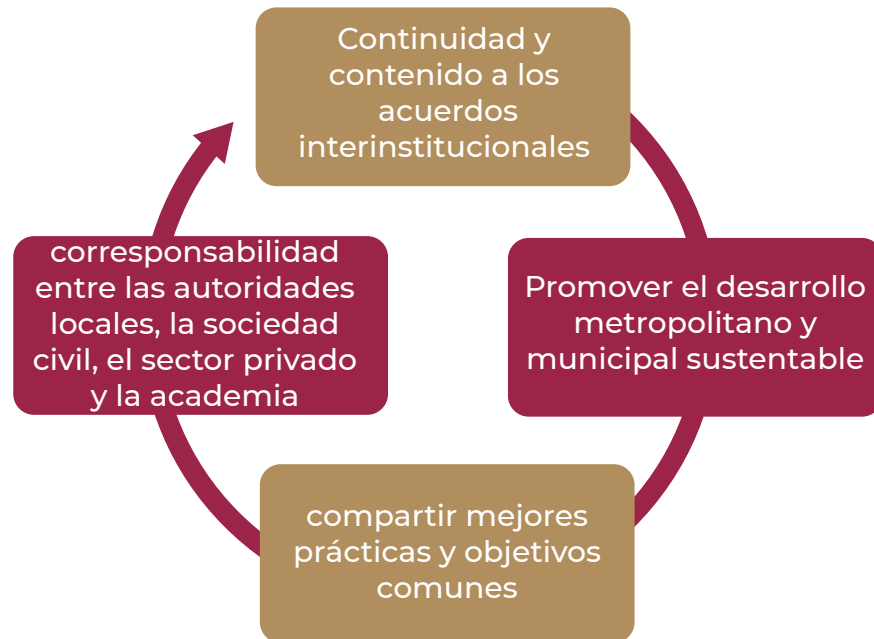 Continuidad y
contenido a los
acuerdos
interinstitucionales
Promover el desarrollo
metropolitano y
municipal sustentable
compartir mejores
prácticas y objetivos
comunes
corresponsabilidad
entre las autoridades
locales, la sociedad
civil, el sector privado
y la academia